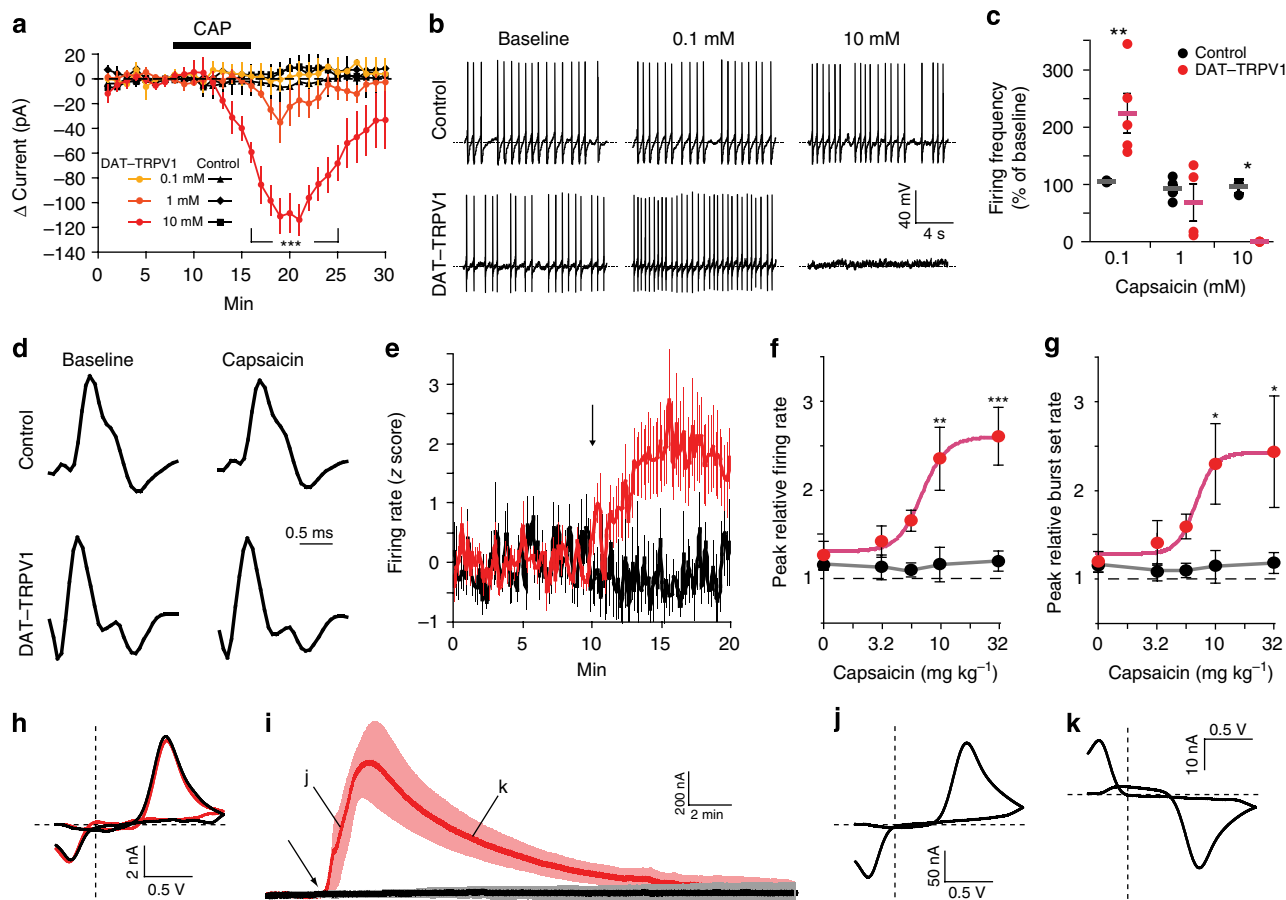 a
CAP
20
0
−20
−40
−60
−80
−100
−120
−140
Δ Current (pA)
DAT–TRPV1 Control
0.1 mM
1 mM
10 mM
***
1 5 10 15 20 25 30
Min
b
Baseline 0.1 mM 10 mM
Control
DAT–TRPV1
40 mV
4 s
c
Control
DAT–TRPV1
**
*
300
200
100
0
Firing frequency
(% of baseline)
0.1 1 10
Capsaicin (mM)
d
Baseline Capsaicin
Control
DAT–TRPV1
0.5 ms
e
3
2
1
0
−1
Firing rate (z score)
0 5 10 15 20
Min
f
3
2
1
Peak relative firing rate
**
***
0 3.2 10 32
Capsaicin (mg kg−1)
g
3
2
1
Peak relative burst set rate
*
*
0 3.2 10 32
Capsaicin (mg kg−1)
h
2 nA
0.5 V
i
j
k
200 nA
2 min
j
50 nA
0.5 V
k
0.5 V
10 nA